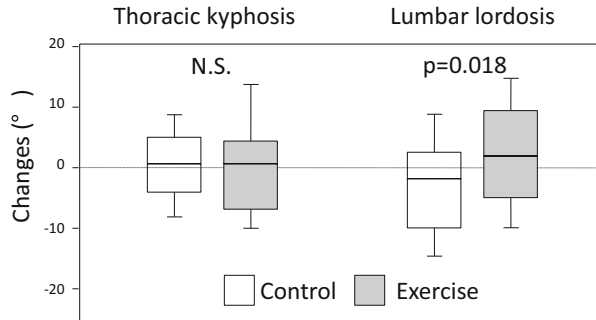 Thoracic kyphosis Lumbar lordosis
20
N.S. p=0.018
10
0
-10
-20
Changes (° )
Control Exercise